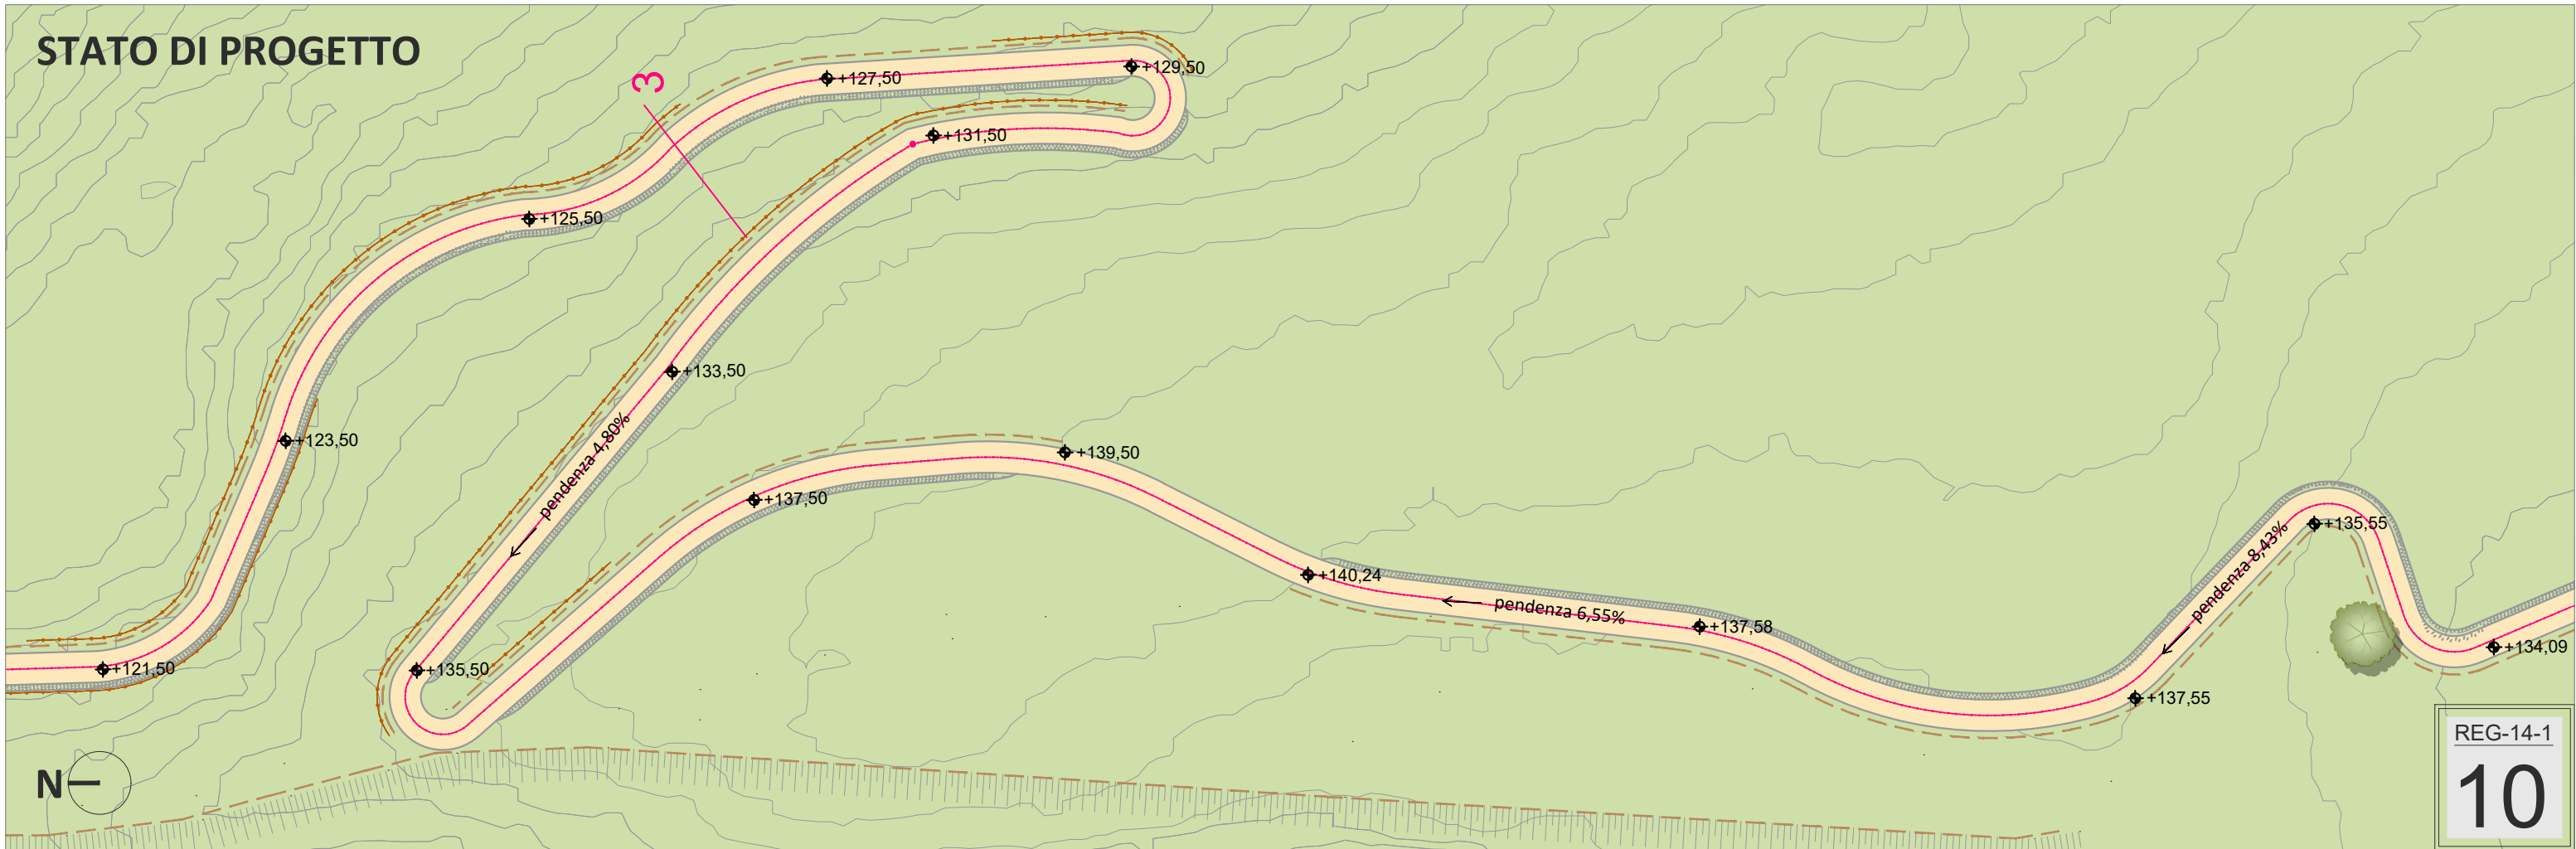 STATO DI PROGETTO
3
+127,50
+129,50
+131,50
+125,50
+133,50
+123,50
pendenza 4,80%
+139,50
+137,50
+135,55
pendenza 8,43%
+140,24
pendenza 6,55%
+137,58
+134,09
+121,50
+135,50
+137,55
N
REG-14-1
10